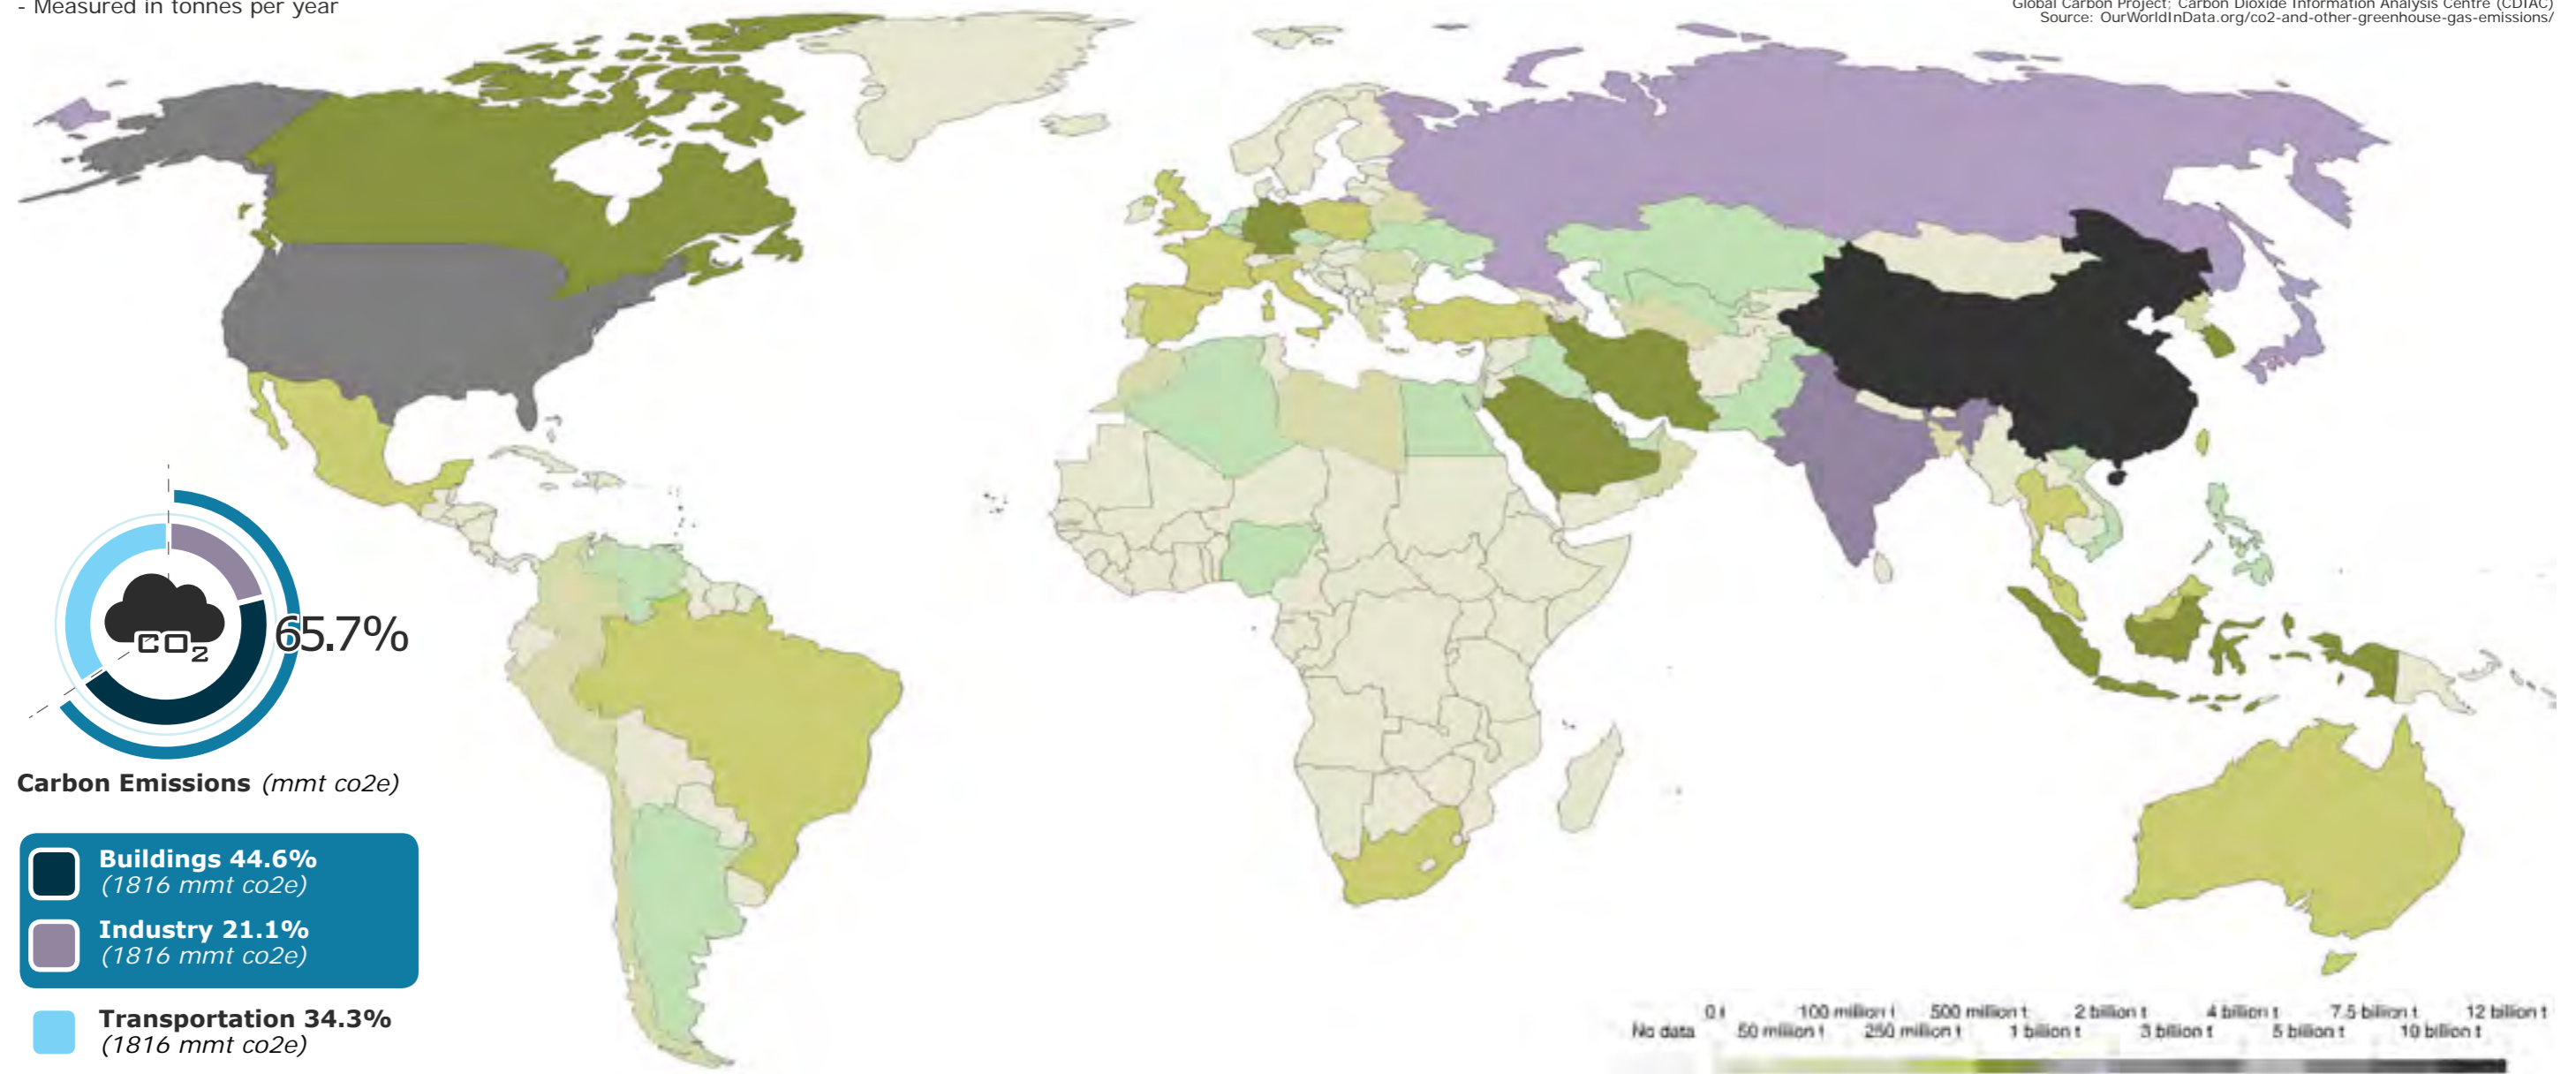 - Measured in tonnes per year
Global Carbon Project; Carbon Dioxide Information Analysis Centre (CDIAC)
Source: OurWorldInData.org/co2-and-other-greenhouse-gas-emissions/
CO2
65.7%
Carbon Emissions (mmt co2e)
Buildings 44.6%
(1816 mmt co2e)
Industry 21.1%
(1816 mmt co2e)
Transportation 34.3%
(1816 mmt co2e)
0 t 100 million t 500 million t 2 billion t 4 billion t 7.5 billion t 12 billion t
No data 50 million t 250 million t 1 billion t 3 billion t 5 billion t 10 billion t